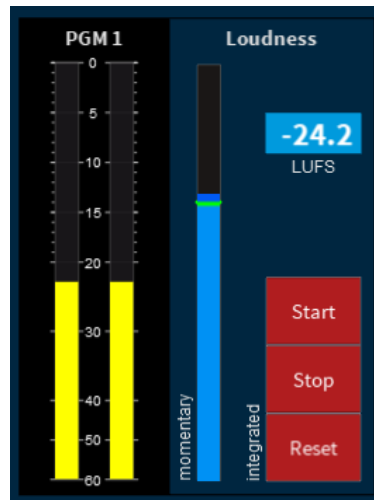 PGM 1
Loudness
0
-5
-10
-15
-20
-30
-40
-50
-60
-24.2
LUFS
Start
Stop
Reset
momentary
integrated